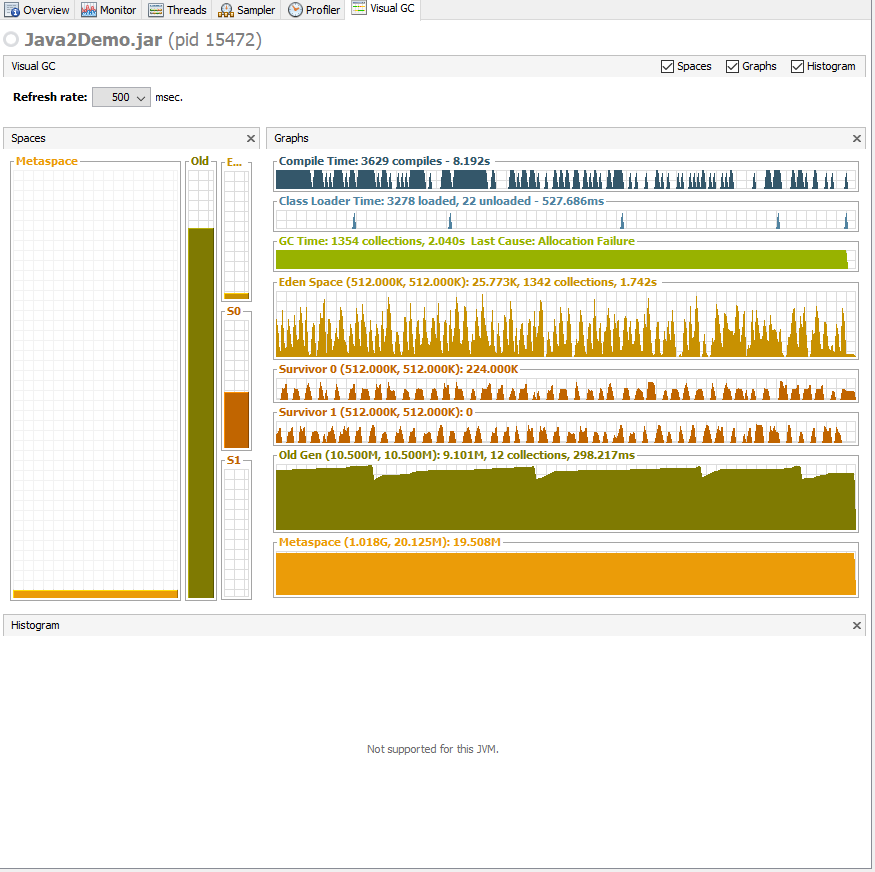 Overview Monitor Threads Sampler Profiler Visual GC
Java2Demo.jar (pid 15472)
Visual GC Spaces Graphs Histogram
Refresh rate: 500 msec.
Spaces
Metaspace Old E...
S0
S1
Graphs
Compile Time: 3629 compiles - 8.192s
Class Loader Time: 3278 loaded, 22 unloaded - 527.686ms
GC Time: 1354 collections, 2.040s Last Cause: Allocation Failure
Eden Space (512.000K, 512.000K): 25.773K, 1342 collections, 1.742s
Survivor 0 (512.000K, 512.000K): 224.000K
Survivor 1 (512.000K, 512.000K): 0
Old Gen (10.500M, 10.500M): 9.101M, 12 collections, 298.217ms
Metaspace (1.018G, 20.125M): 19.508M
Histogram
Not supported for this JVM.